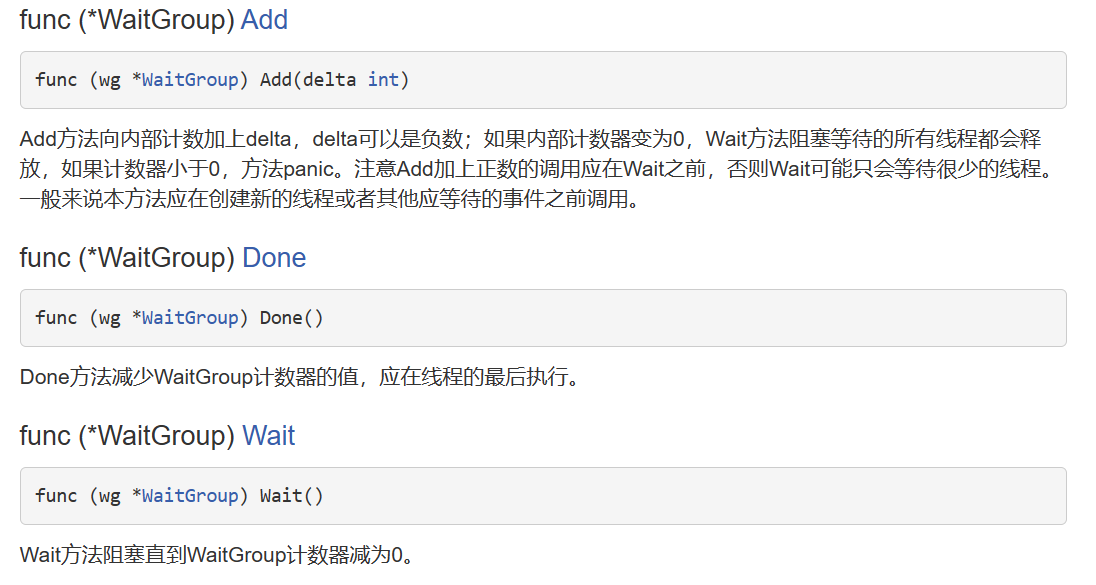 func (*WaitGroup) Add
func (wg *WaitGroup) Add(delta int)
Add方法向内部计数加上delta，delta可以是负数；如果内部计数器变为0，Wait方法阻塞等待的所有线程都会释
放，如果计数器小于0，方法panic。注意Add加上正数的调用应在Wait之前，否则Wait可能只会等待很少的线程。
一般来说本方法应在创建新的线程或者其他应等待的事件之前调用。
func (*WaitGroup) Done
func (wg *WaitGroup) Done()
Done方法减少WaitGroup计数器的值，应在线程的最后执行。
func (*WaitGroup) Wait
func (wg *WaitGroup) Wait()
Wait方法阻塞直到WaitGroup计数器减为0。